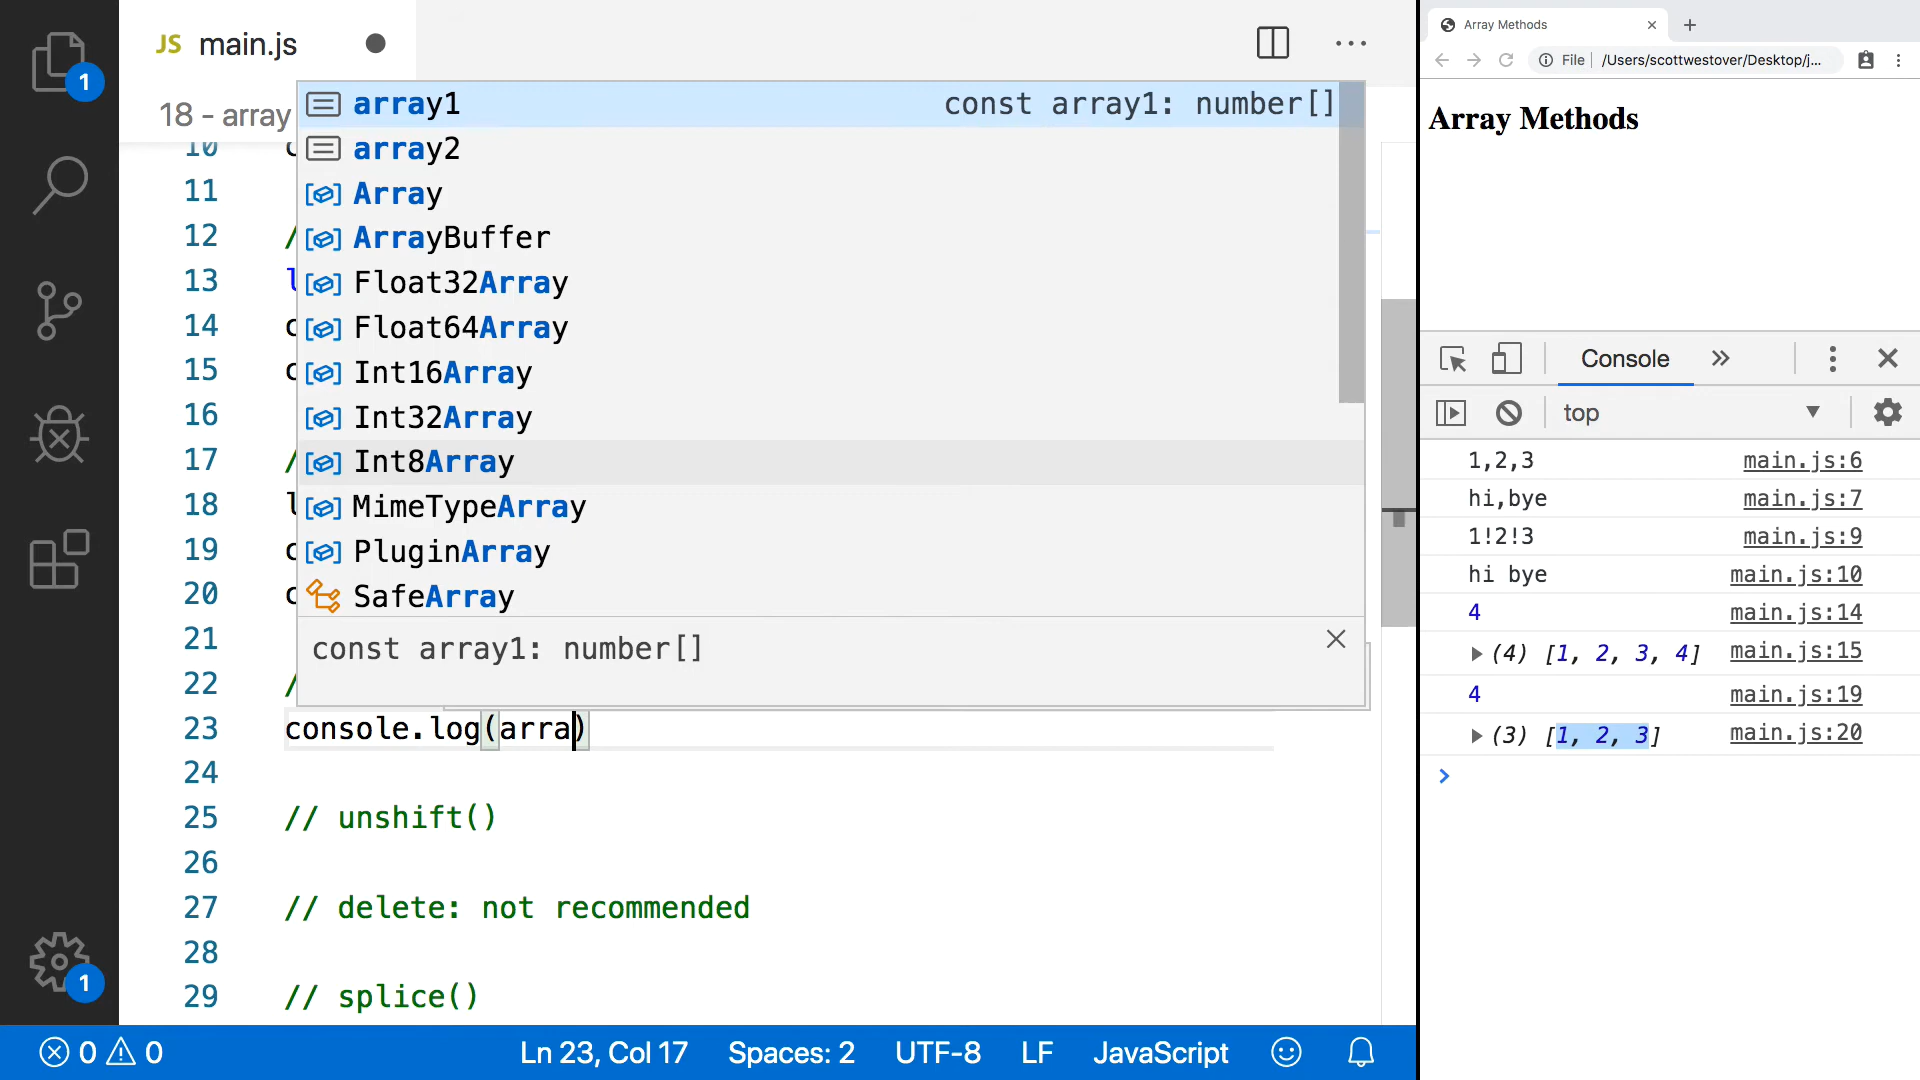 JS main.js
18 - array
array1 const array1: number[]
array2
Array
ArrayBuffer
Float32Array
Float64Array
Int16Array
Int32Array
Int8Array
MimeTypeArray
PluginArray
SafeArray
const array1: number[]
10 c
11
12 /
13 l
14 c
15 c
16
17 /
18 l
19 c
20 c
21
22 /
23 console.log(arra)
24
25 // unshift()
26
27 // delete: not recommended
28
29 // splice()
1
1
0 0
Ln 23, Col 17 Spaces: 2 UTF-8 LF JavaScript
Array Methods
File /Users/scottwestover/Desktop/j...
Array Methods
Console
top
1,2,3 main.js:6
hi,bye main.js:7
1!2!3 main.js:9
hi bye main.js:10
4 main.js:14
(4) [1, 2, 3, 4] main.js:15
4 main.js:19
(3) [1, 2, 3] main.js:20